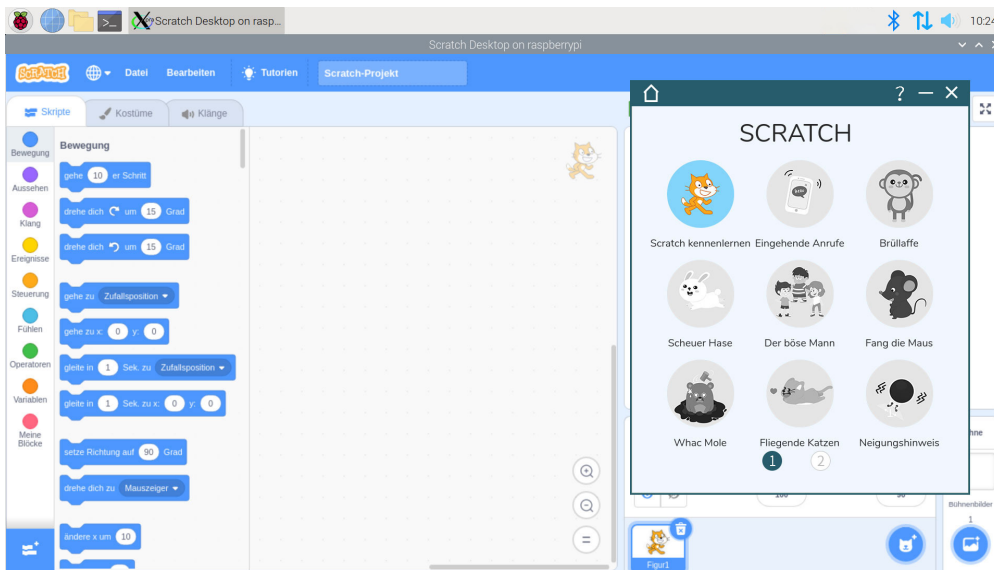 Scratch Desktop on rasp...
10:24
Scratch Desktop on raspberrypi
SCRATCH
Datei
Bearbeiten
Tutorien
Scratch-Projekt
Skripte
Kostüme
Klänge
Bewegung
Aussehen
Klang
Ereignisse
Steuerung
Fühlen
Operatoren
Variablen
Meine
Blöcke
Bewegung
gehe 10 er Schritt
drehe dich um 15 Grad
drehe dich um 15 Grad
gehe zu Zufallsposition
gehe zu x: 0 y: 0
gleite in 1 Sek. zu Zufallsposition
gleite in 1 Sek. zu x: 0 y: 0
setze Richtung auf 90 Grad
drehe dich zu Mauszeiger
ändere x um 10
?
SCRATCH
Scratch kennenlernen Eingehende Anrufe Brüllaffe
Scheuer Hase Der böse Mann Fang die Maus
Whac Mole Fliegende Katzen Neigungshinweis
1 2
Figur1
Bühnenbilder
1